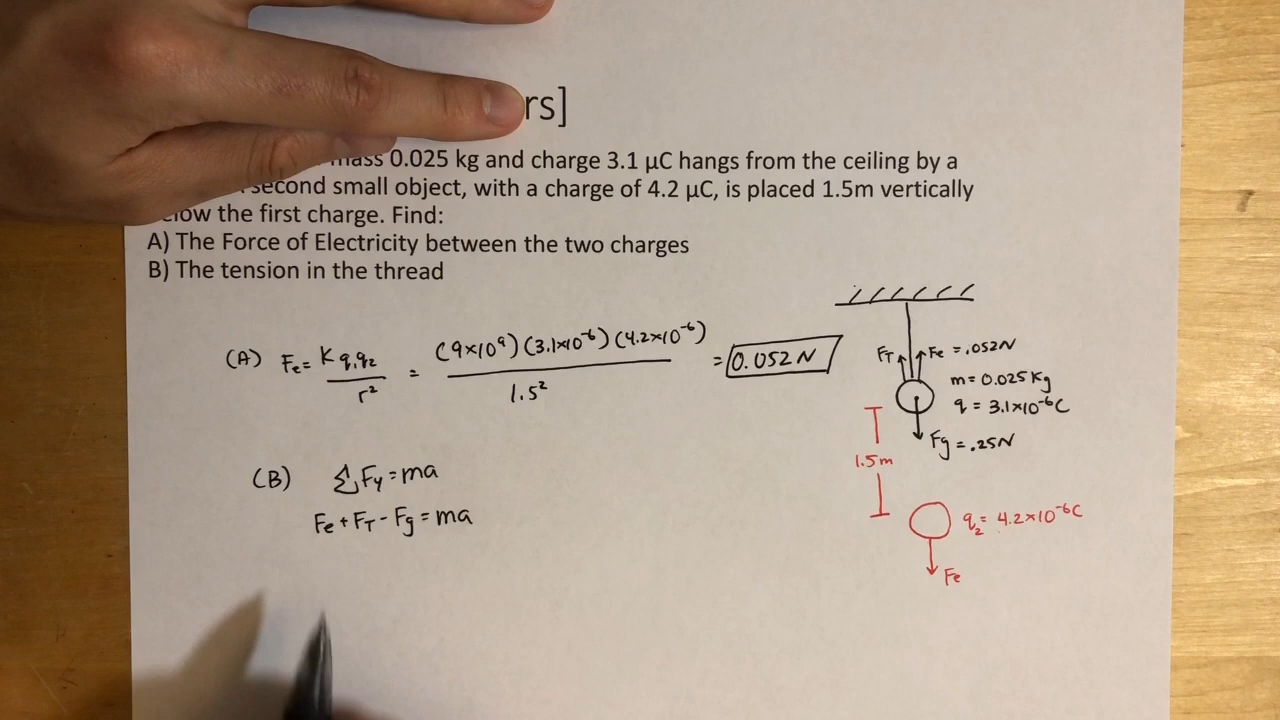 rs]
mass 0.025 kg and charge 3.1 μC hangs from the ceiling by a
second small object, with a charge of 4.2 μC, is placed 1.5m vertically
the first charge. Find:
A) The Force of Electricity between the two charges
B) The tension in the thread
(A) Fe = Kq₁q₂/r² = (9×10⁹)(3.1×10⁻⁶)(4.2×10⁻⁶)/1.5² = 0.052 N
FT Fe = .052N
m = 0.025 Kg
q = 3.1×10⁻⁶C
Fg = .25N
1.5m
q₂ = 4.2×10⁻⁶C
Fe
(B) ΣFy = ma
Fe + FT - Fg = ma